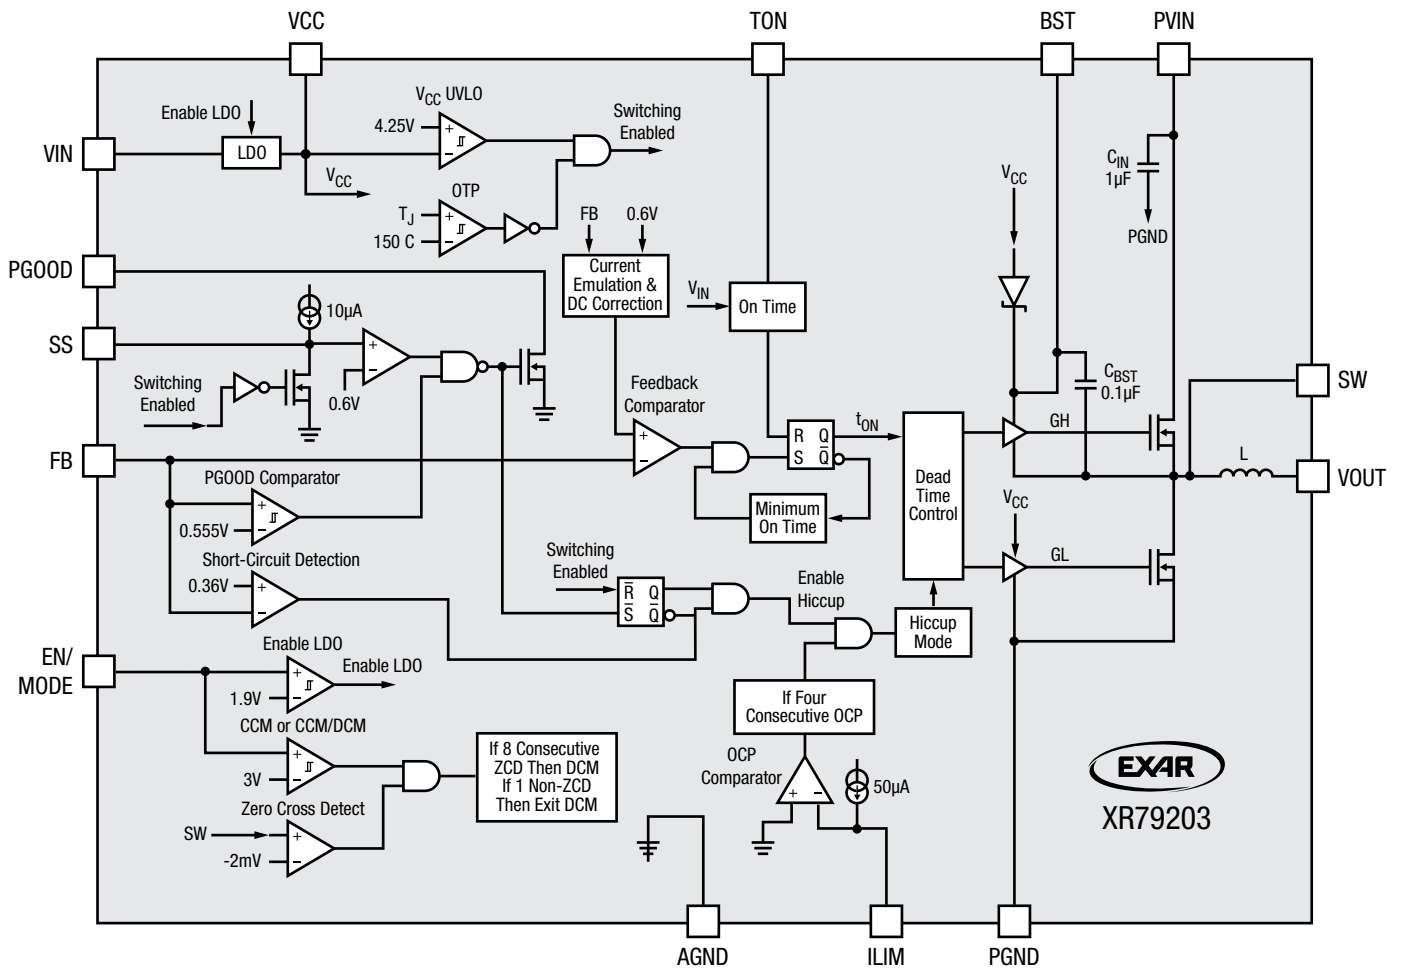 VCC
TON
BST
PVIN
VIN
Enable LDO
LDO
VCC
VCC UVLO
4.25V
+
−
Switching
Enabled
OTP
TJ
150 C
+
−
FB
0.6V
Current
Emulation &
DC Correction
VIN
On Time
VCC
CIN
1µF
PGND
PGOOD
SS
10µA
+
−
0.6V
Switching
Enabled
CBST
0.1µF
SW
Feedback
Comparator
+
−
R Q
S Q̅
tON
GH
L
VOUT
FB
PGOOD Comparator
0.555V
+
−
Minimum
On Time
Dead
Time
Control
VCC
GL
Short-Circuit Detection
0.36V
+
−
Switching
Enabled
R̅ Q
S̅ Q̅
Enable
Hiccup
Hiccup
Mode
EN/
MODE
Enable LDO
1.9V
+
−
Enable LDO
CCM or CCM/DCM
3V
+
−
If 8 Consecutive
ZCD Then DCM
If 1 Non-ZCD
Then Exit DCM
Zero Cross Detect
SW
-2mV
+
−
If Four
Consecutive OCP
OCP
Comparator
+ −
50µA
EXAR
XR79203
AGND
ILIM
PGND